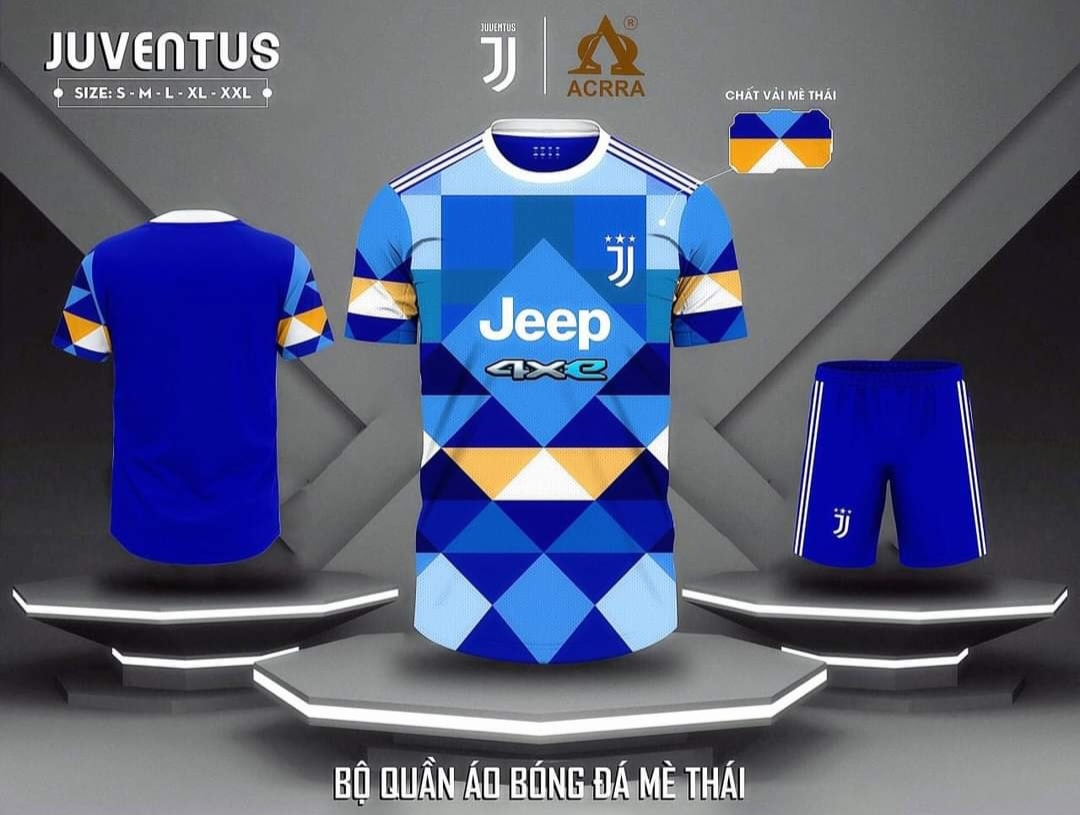 JUVENTUS
SIZE: S - M - L - XL - XXL
JUVENTUS
J
ACRRA
®
CHẤT VẢI MÈ THÁI
Jeep
4xe
BỘ QUẦN ÁO BÓNG ĐÁ MÈ THÁI